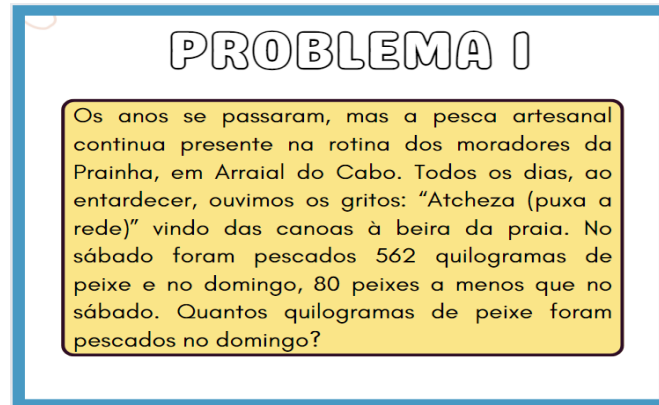 PROBLEMA 1
Os anos se passaram, mas a pesca artesanal
continua presente na rotina dos moradores da
Prainha, em Arraial do Cabo. Todos os dias, ao
entardecer, ouvimos os gritos: “Atcheza (puxa a
rede)” vindo das canoas à beira da praia. No
sábado foram pescados 562 quilogramas de
peixe e no domingo, 80 peixes a menos que no
sábado. Quantos quilogramas de peixe foram
pescados no domingo?